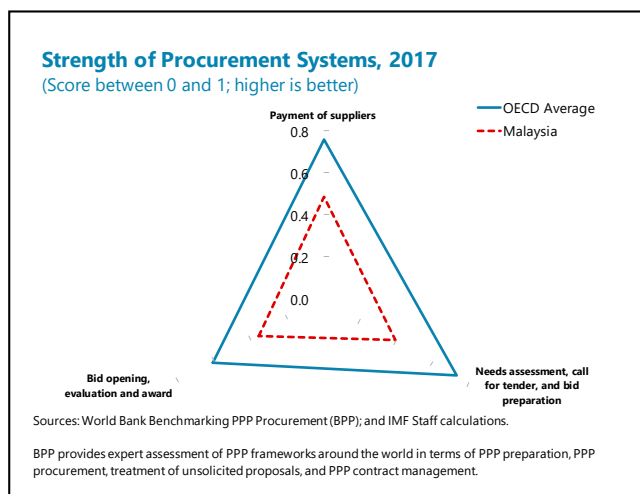 Strength of Procurement Systems, 2017
(Score between 0 and 1; higher is better)
OECD Average
Malaysia
Payment of suppliers
0.8
0.6
0.4
0.2
0.0
Bid opening,
evaluation and award
Needs assessment, call
for tender, and bid
preparation
Sources: World Bank Benchmarking PPP Procurement (BPP); and IMF Staff calculations.
BPP provides expert assessment of PPP frameworks around the world in terms of PPP preparation, PPP
procurement, treatment of unsolicited proposals, and PPP contract management.